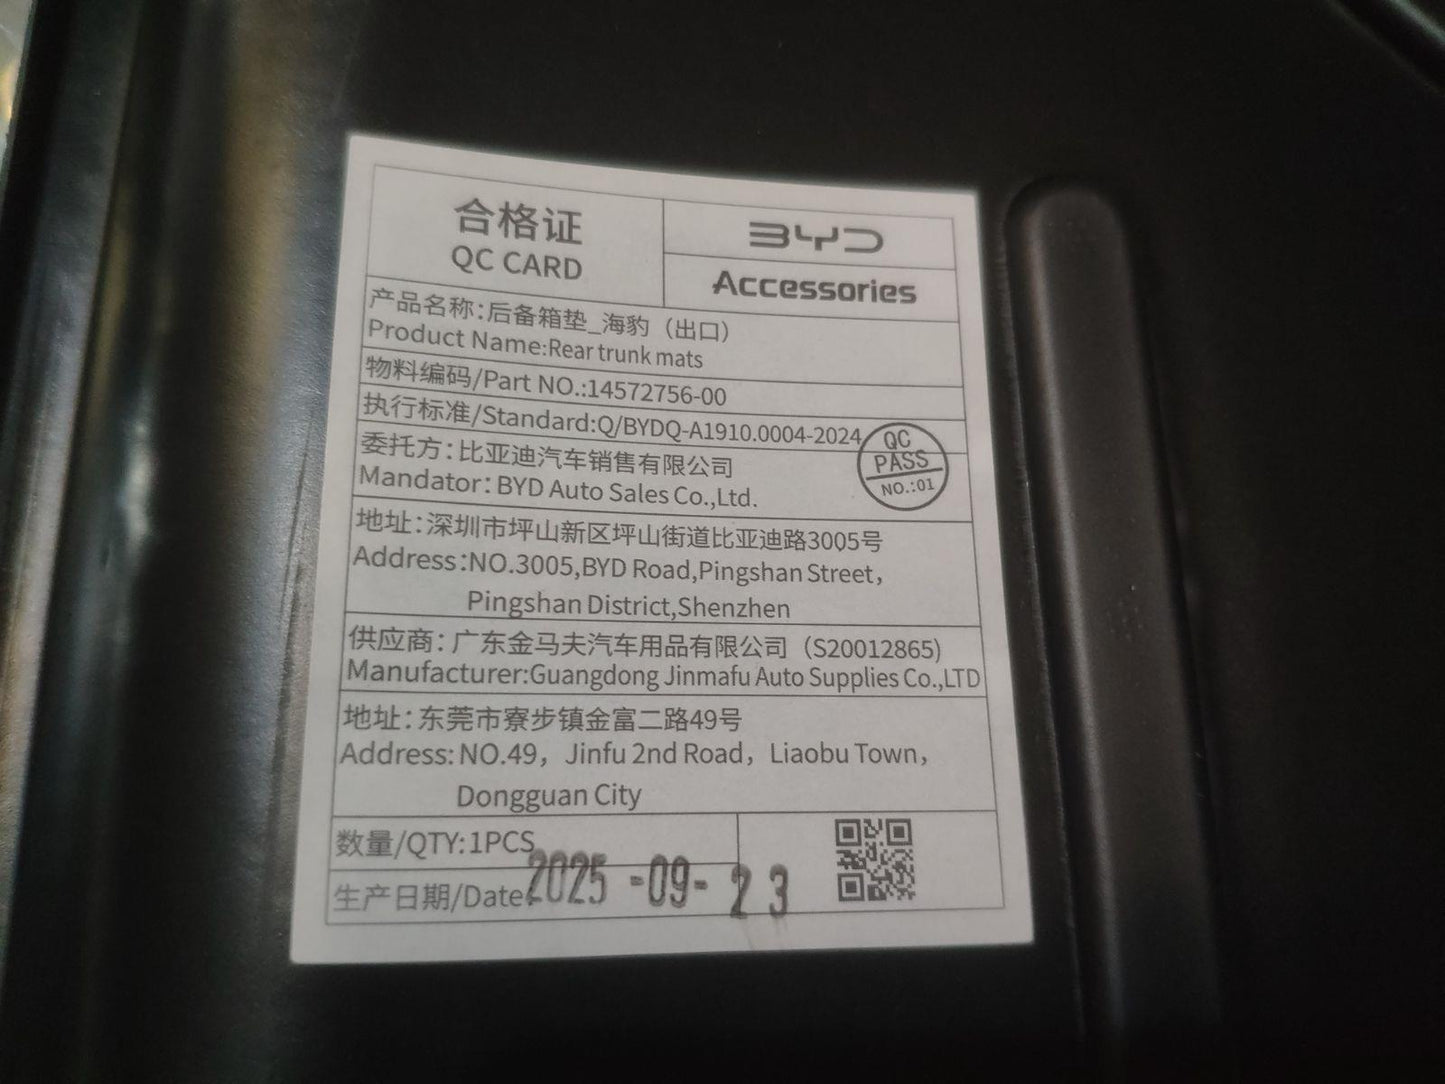 合格证
QC CARD
BYD
Accessories
产品名称:后备箱垫_海豹（出口）
Product Name:Rear trunk mats
物料编码/Part NO.:14572756-00
执行标准/Standard:Q/BYDQ-A1910.0004-2024
QC
PASS
NO.:01
委托方：比亚迪汽车销售有限公司
Mandator：BYD Auto Sales Co.,Ltd.
地址：深圳市坪山新区坪山街道比亚迪路3005号
Address:NO.3005,BYD Road,Pingshan Street,
Pingshan District,Shenzhen
供应商：广东金马夫汽车用品有限公司（S20012865)
Manufacturer:Guangdong Jinmafu Auto Supplies Co.,LTD
地址：东莞市寮步镇金富二路49号
Address: NO.49，Jinfu 2nd Road，Liaobu Town，
Dongguan City
数量/QTY:1PCS
生产日期/Date:2025-09-23